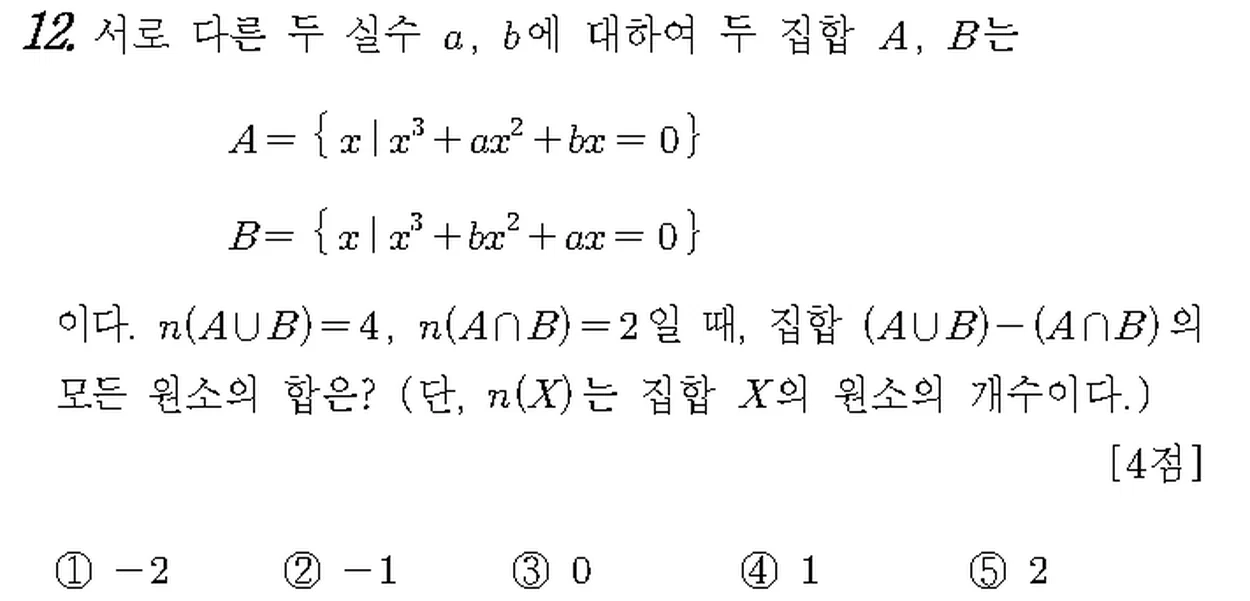 12. 서로 다른 두 실수 a, b에 대하여 두 집합 A, B는
A = { x | x³ + ax² + bx = 0 }
B = { x | x³ + bx² + ax = 0 }
이다. n(A∪B) = 4, n(A∩B) = 2일 때, 집합 (A∪B) − (A∩B)의
모든 원소의 합은? (단, n(X)는 집합 X의 원소의 개수이다.)
[4점]
① −2 ② −1 ③ 0 ④ 1 ⑤ 2